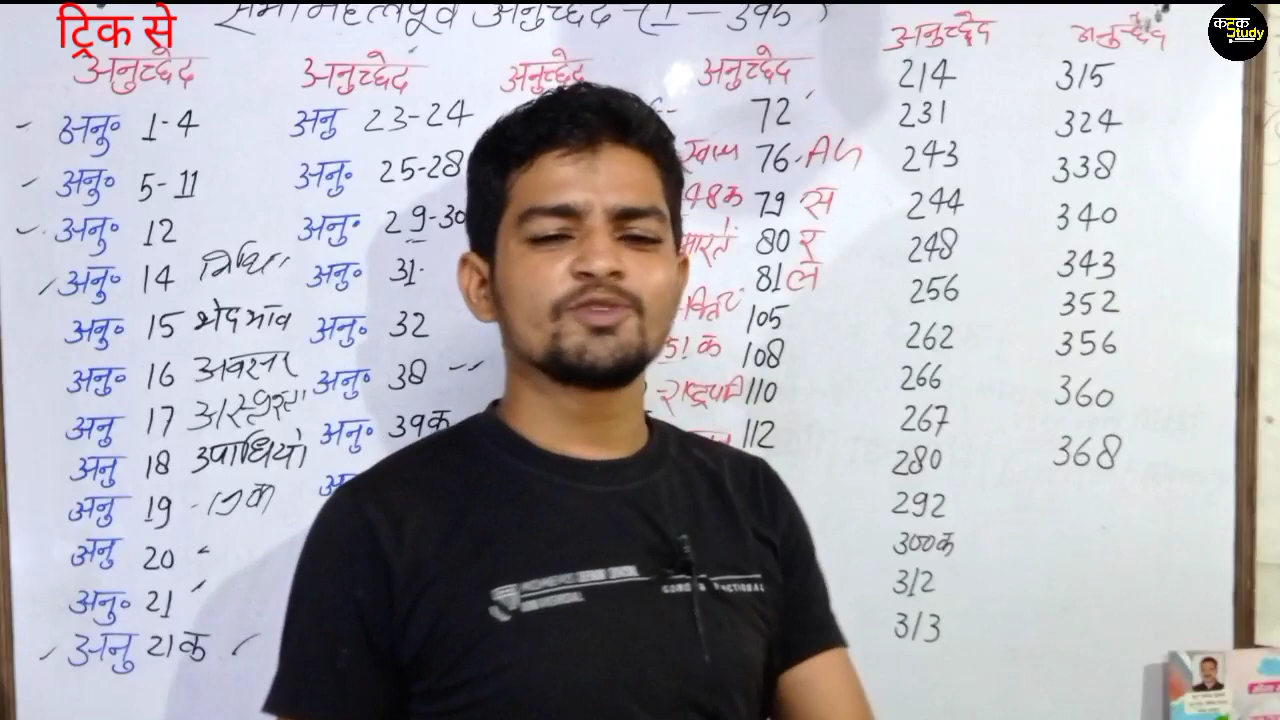 ट्रिक से
सभी महत्वपूर्व अनुच्छेद - (1 - 395)
कटक
Study
अनुच्छेद
अनु० 1-4
अनु० 5-11
अनु० 12
अनु० 14
अनु० 15 भेदभाव
अनु० 16 अवसर
अनु 17
अनु 18 उपाधियो
अनु 19
अनु 20
अनु० 21
अनु 21क
अनुच्छेद
अनु 23-24
अनु० 25-28
अनु० 29-30
अनु० 31
अनु० 32
अनु० 38
अनु० 39क
अनुच्छेद
अनुच्छेद
72
76
79 स
80 र
81 ल
105
51 क 108
राष्ट्रपति 110
112
अनुच्छेद
214
231
243
244
248
256
262
266
267
280
292
300क
312
313
अनुच्छेद
315
324
338
340
343
352
356
360
368